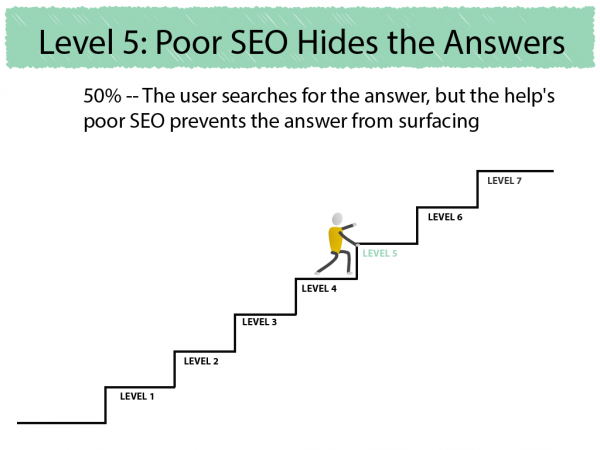 Level 5: Poor SEO Hides the Answers
50% -- The user searches for the answer, but the help's
poor SEO prevents the answer from surfacing
LEVEL 7
LEVEL 6
LEVEL 5
LEVEL 4
LEVEL 3
LEVEL 2
LEVEL 1